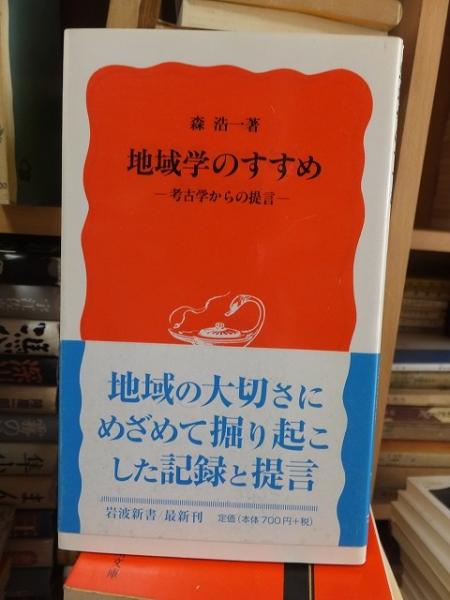 森 浩一著
地域学のすすめ
—考古学からの提言—
地域の大切さに
めざめて掘り起こ
した記録と提言
岩波新書/最新刊 定価(本体700円+税)
文庫